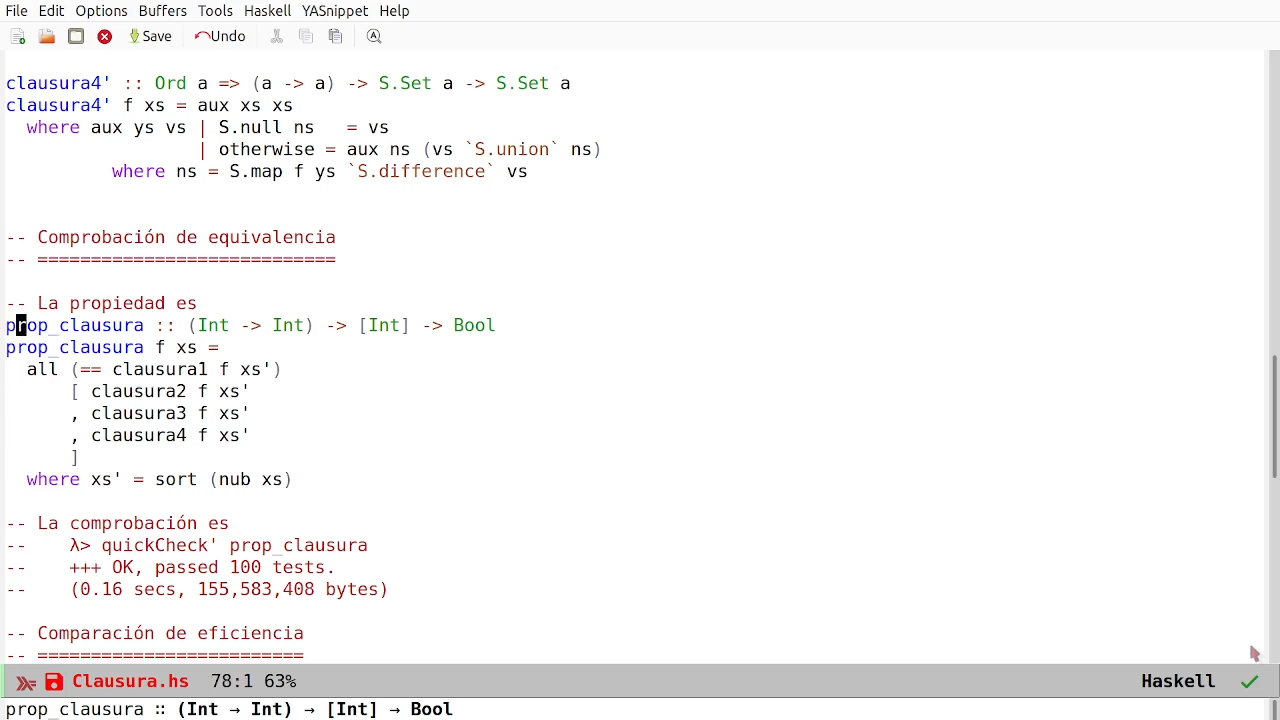 File Edit Options Buffers Tools Haskell YASnippet Help
Save Undo
clausura4' :: Ord a => (a -> a) -> S.Set a -> S.Set a
clausura4' f xs = aux xs xs
  where aux ys vs | S.null ns   = vs
                  | otherwise = aux ns (vs `S.union` ns)
          where ns = S.map f ys `S.difference` vs
-- Comprobación de equivalencia
-- ============================
-- La propiedad es
prop_clausura :: (Int -> Int) -> [Int] -> Bool
prop_clausura f xs =
  all (== clausura1 f xs')
      [ clausura2 f xs'
      , clausura3 f xs'
      , clausura4 f xs'
      ]
  where xs' = sort (nub xs)
-- La comprobación es
--    λ> quickCheck' prop_clausura
--    +++ OK, passed 100 tests.
--    (0.16 secs, 155,583,408 bytes)
-- Comparación de eficiencia
-- =========================
Clausura.hs 78:1 63% Haskell
prop_clausura :: (Int → Int) → [Int] → Bool